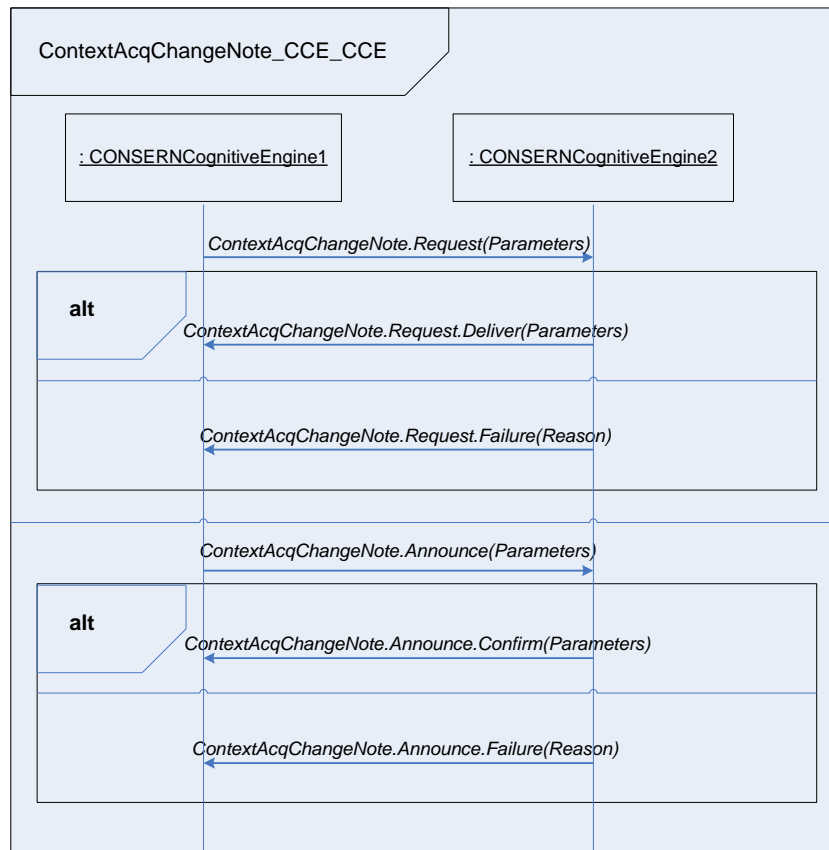 ContextAcqChangeNote_CCE_CCE
: CONSERNCognitiveEngine1
: CONSERNCognitiveEngine2
ContextAcqChangeNote.Request(Parameters)
alt
ContextAcqChangeNote.Request.Deliver(Parameters)
ContextAcqChangeNote.Request.Failure(Reason)
ContextAcqChangeNote.Announce(Parameters)
alt
ContextAcqChangeNote.Announce.Confirm(Parameters)
ContextAcqChangeNote.Announce.Failure(Reason)